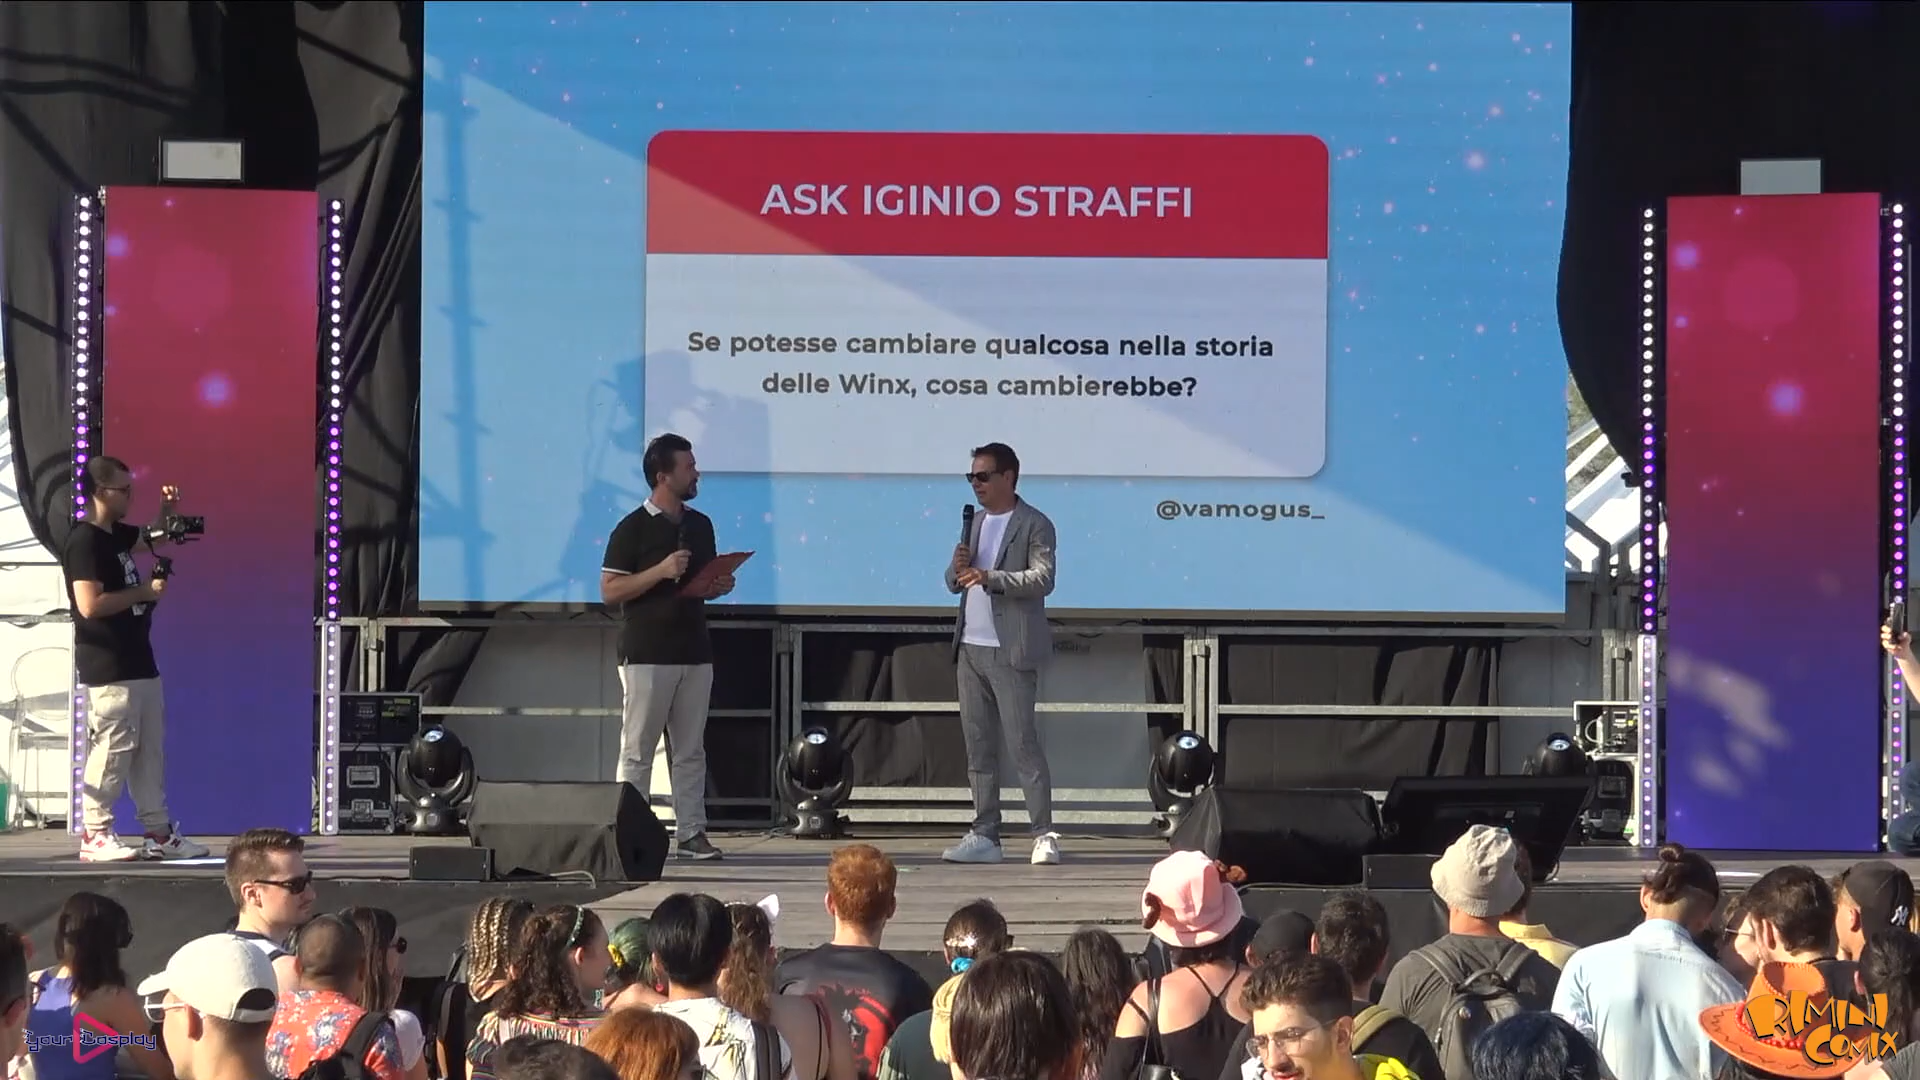 ASK IGINIO STRAFFI
Se potesse cambiare qualcosa nella storia
delle Winx, cosa cambierebbe?
@vamogus_
Your Cosplay
RIMINI
COMIX